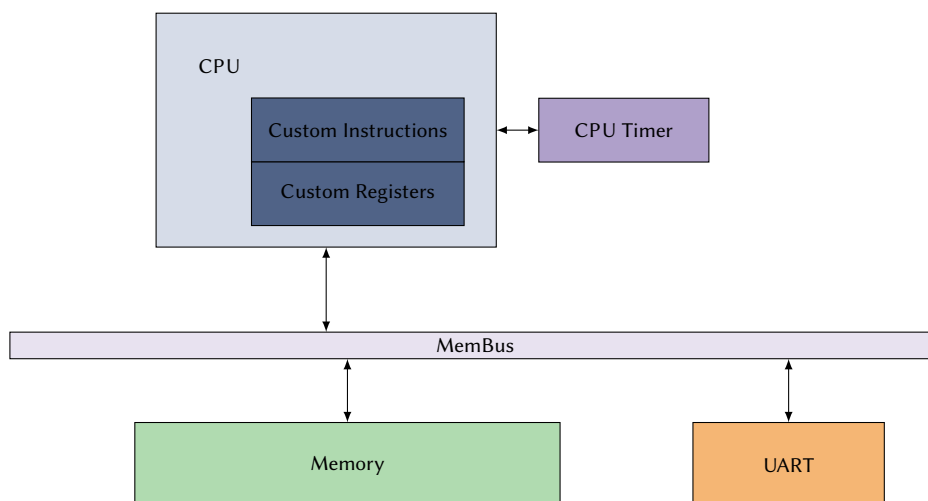 CPU
Custom Instructions
CPU Timer
Custom Registers
MemBus
Memory
UART